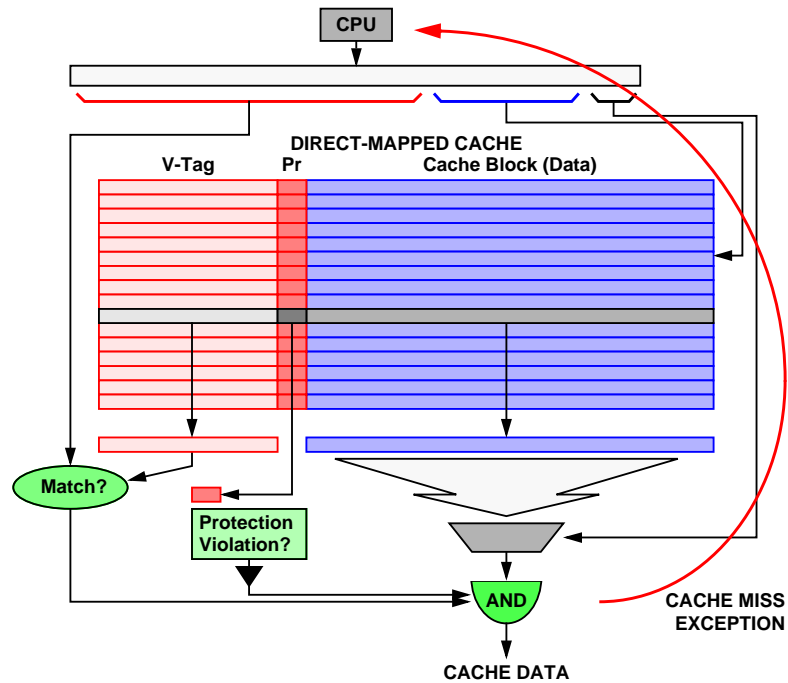 CPU
DIRECT-MAPPED CACHE
V-Tag Pr Cache Block (Data)
Match?
Protection
Violation?
AND
CACHE MISS
EXCEPTION
CACHE DATA